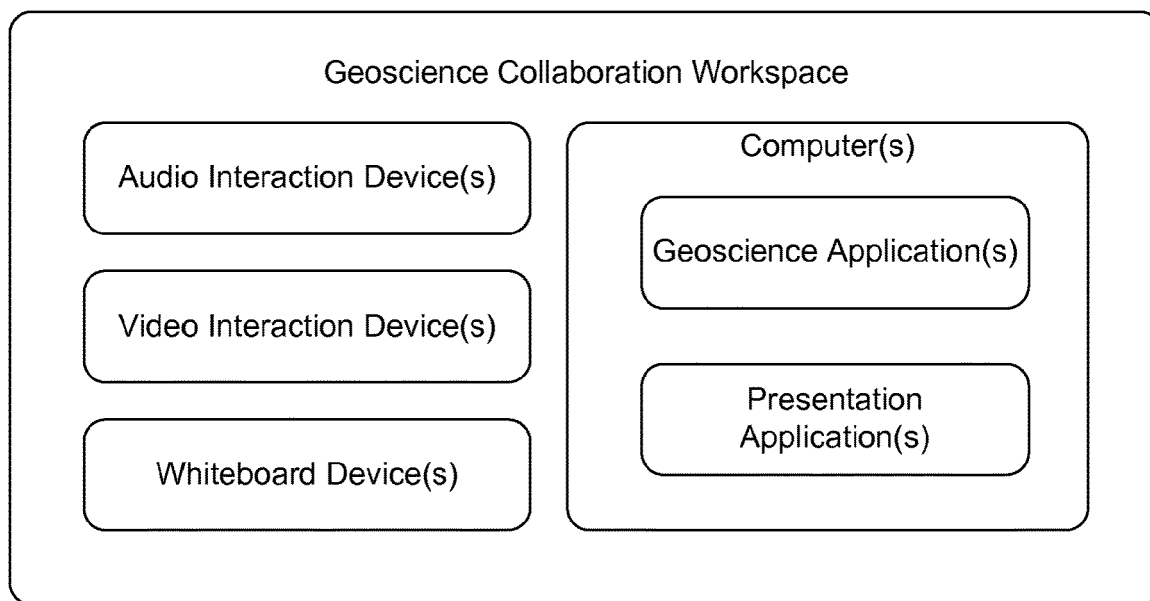 Geoscience Collaboration Workspace
Audio Interaction Device(s)
Video Interaction Device(s)
Whiteboard Device(s)
Computer(s)
Geoscience Application(s)
Presentation
Application(s)